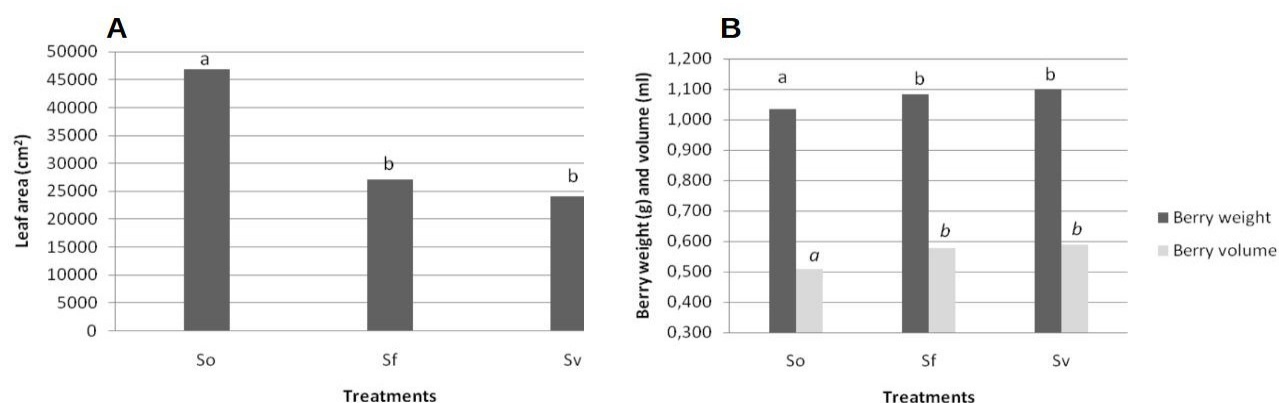 A
Leaf area (cm²)
50000
45000
40000
35000
30000
25000
20000
15000
10000
5000
0
a
b
b
So Sf Sv
Treatments
B
Berry weight (g) and volume (ml)
1,200
1,100
1,000
0,900
0,800
0,700
0,600
0,500
0,400
0,300
a
b
b
a
b
b
So Sf Sv
Treatments
Berry weight
Berry volume